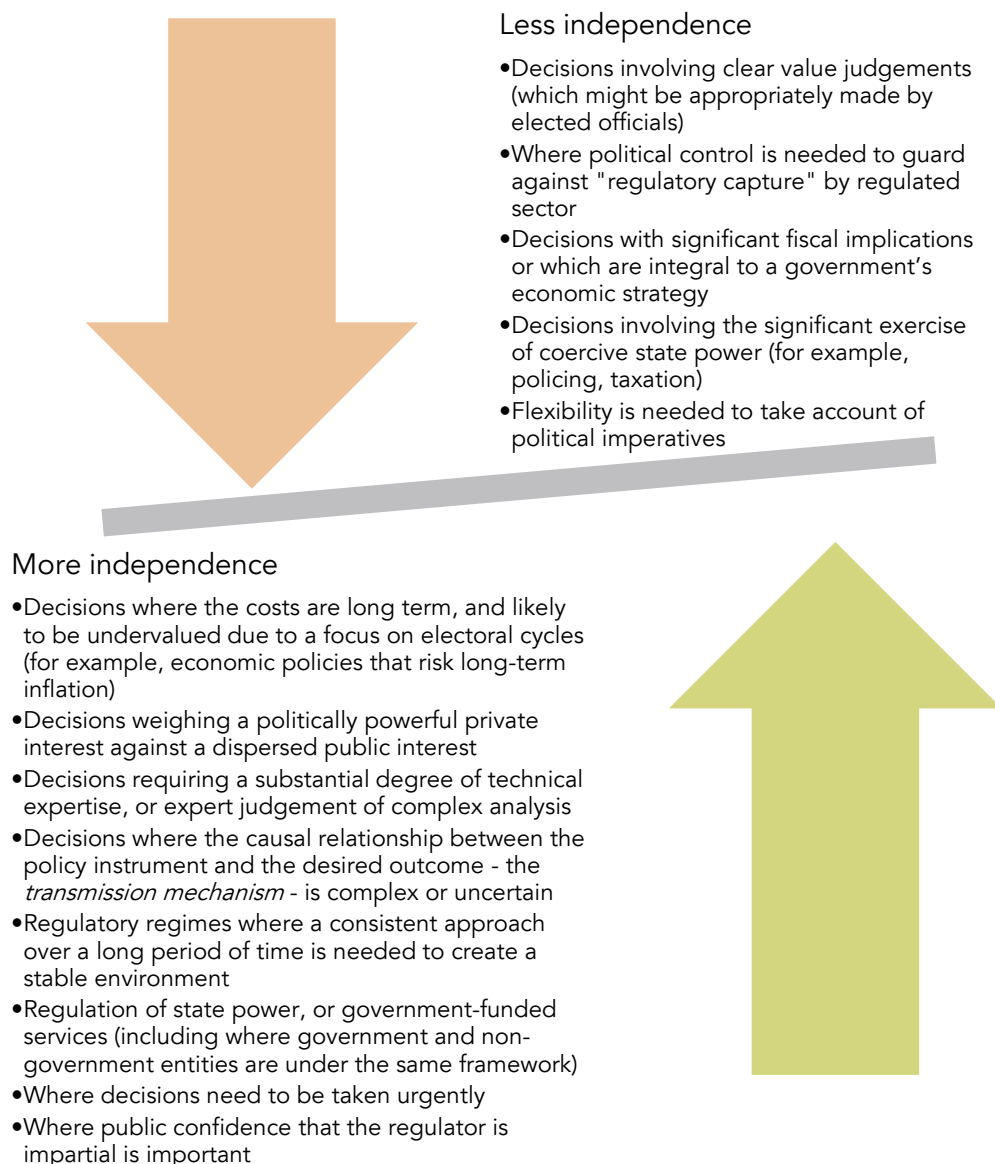 Less independence
•Decisions involving clear value judgements
(which might be appropriately made by
elected officials)
•Where political control is needed to guard
against "regulatory capture" by regulated
sector
•Decisions with significant fiscal implications
or which are integral to a government’s
economic strategy
•Decisions involving the significant exercise
of coercive state power (for example,
policing, taxation)
•Flexibility is needed to take account of
political imperatives
More independence
•Decisions where the costs are long term, and likely
to be undervalued due to a focus on electoral cycles
(for example, economic policies that risk long-term
inflation)
•Decisions weighing a politically powerful private
interest against a dispersed public interest
•Decisions requiring a substantial degree of technical
expertise, or expert judgement of complex analysis
•Decisions where the causal relationship between the
policy instrument and the desired outcome - the
transmission mechanism - is complex or uncertain
•Regulatory regimes where a consistent approach
over a long period of time is needed to create a
stable environment
•Regulation of state power, or government-funded
services (including where government and non-
government entities are under the same framework)
•Where decisions need to be taken urgently
•Where public confidence that the regulator is
impartial is important